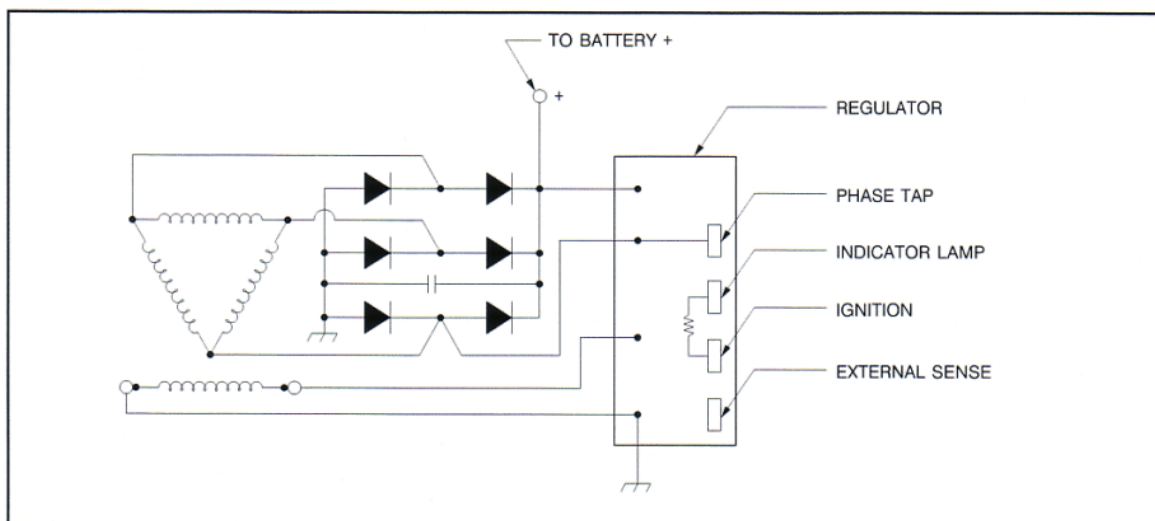 TO BATTERY +
+
REGULATOR
PHASE TAP
INDICATOR LAMP
IGNITION
EXTERNAL SENSE